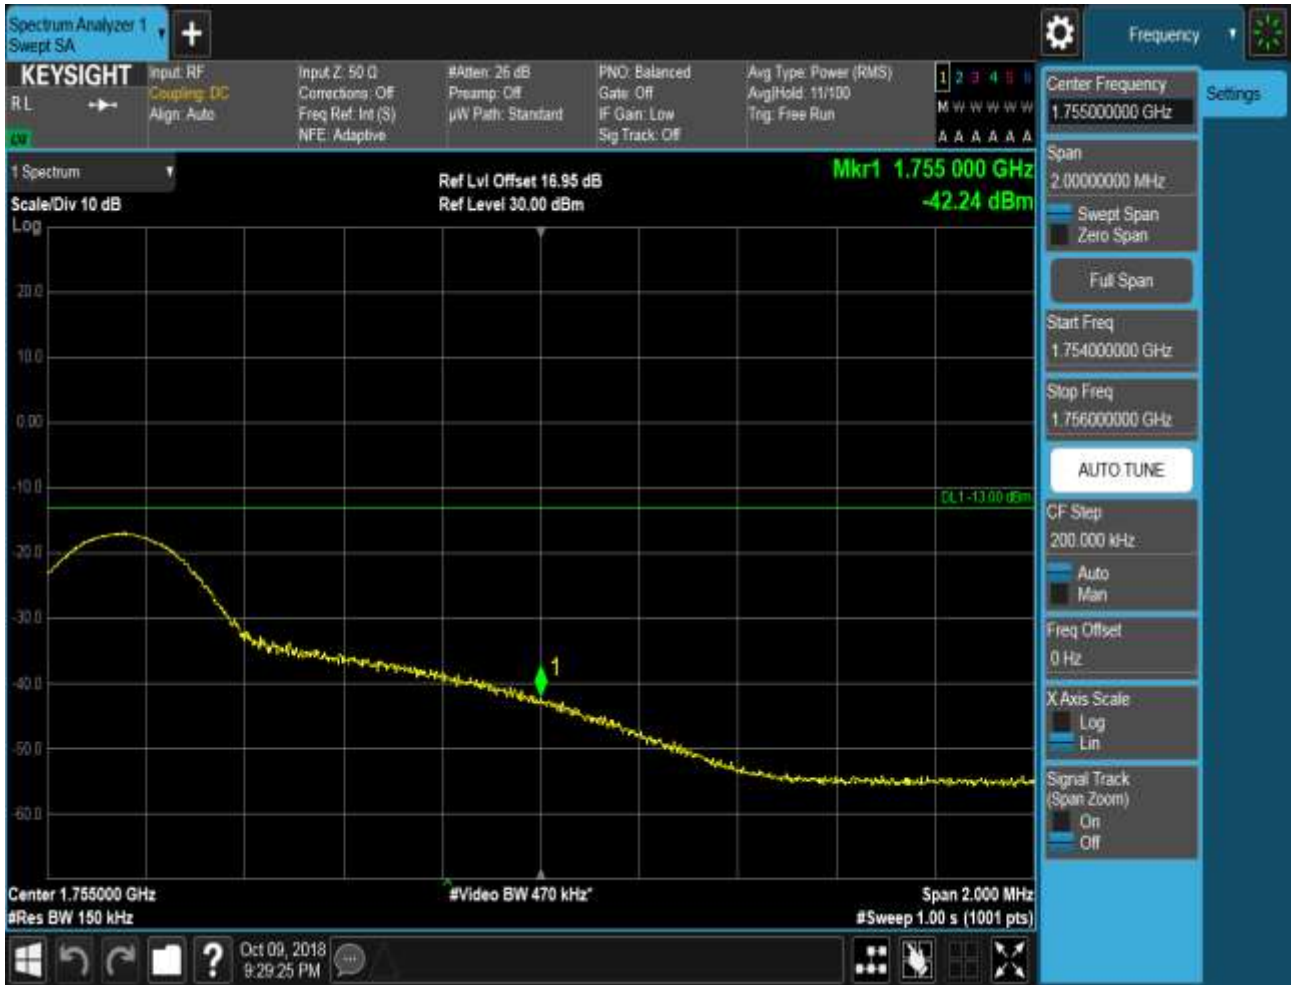 Spectrum Analyzer 1
Swept SA
+
Frequency
KEYSIGHT
RL
Input: RF
Coupling: DC
Align: Auto
Input Z: 50 Ω
Corrections: Off
Freq Ref: Int (S)
NFE: Adaptive
#Atten: 26 dB
Preamp: Off
µW Path: Standard
PNO: Balanced
Gate: Off
IF Gain: Low
Sig Track: Off
Avg Type: Power (RMS)
Avg|Hold: 11/100
Trig: Free Run
1 2 3 4 5 6
M W W W W W
A A A A A A
1 Spectrum
Scale/Div 10 dB
Log
Ref Lvl Offset 16.95 dB
Ref Level 30.00 dBm
Mkr1 1.755 000 GHz
-42.24 dBm
20.0
10.0
0.00
-10.0
DL1 -13.00 dBm
-20.0
-30.0
1
-40.0
-50.0
-60.0
Center 1.755000 GHz
#Res BW 150 kHz
#Video BW 470 kHz*
Span 2.000 MHz
#Sweep 1.00 s (1001 pts)
?
Oct 09, 2018
9:29:25 PM
Settings
Center Frequency
1.755000000 GHz
Span
2.00000000 MHz
Swept Span
Zero Span
Full Span
Start Freq
1.754000000 GHz
Stop Freq
1.756000000 GHz
AUTO TUNE
CF Step
200.000 kHz
Auto
Man
Freq Offset
0 Hz
X Axis Scale
Log
Lin
Signal Track
(Span Zoom)
On
Off